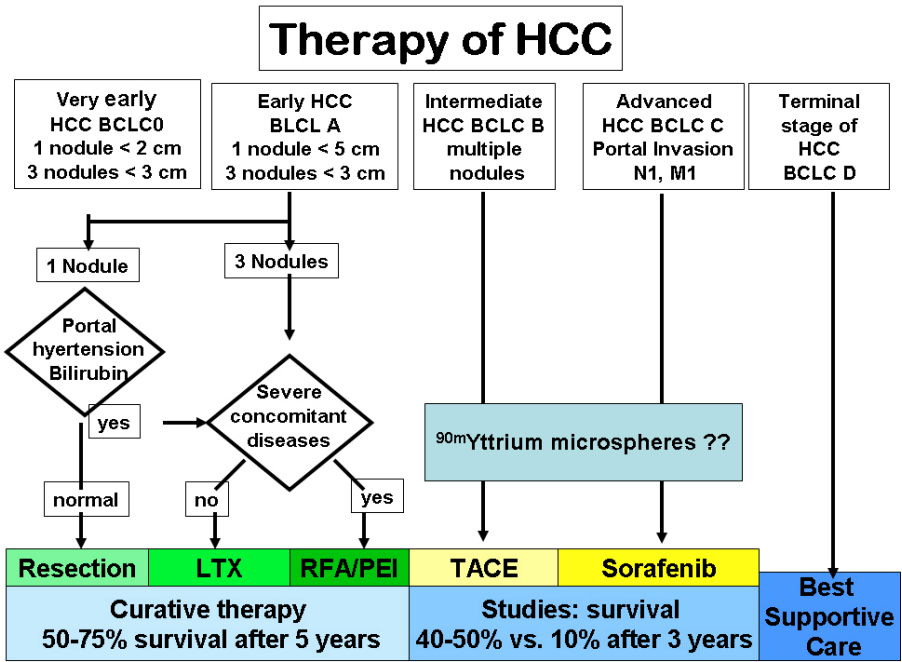 Therapy of HCC
Very early
HCC BCLC0
1 nodule < 2 cm
3 nodules < 3 cm
Early HCC
BLCL A
1 nodule < 5 cm
3 nodules < 3 cm
Intermediate
HCC BCLC B
multiple
nodules
Advanced
HCC BCLC C
Portal Invasion
N1, M1
Terminal
stage of
HCC
BCLC D
1 Nodule
3 Nodules
Portal
hyertension
Bilirubin
Severe
concomitant
diseases
yes
90mYttrium microspheres ??
normal
no
yes
Resection
LTX
RFA/PEI
TACE
Sorafenib
Curative therapy
50-75% survival after 5 years
Studies: survival
40-50% vs. 10% after 3 years
Best
Supportive
Care